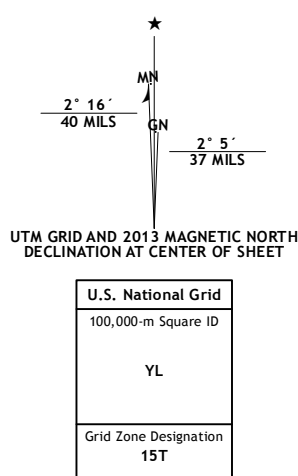 ★
MN
GN
2° 16´
40 MILS
2° 5´
37 MILS
UTM GRID AND 2013 MAGNETIC NORTH
DECLINATION AT CENTER OF SHEET
U.S. National Grid
100,000-m Square ID
YL
Grid Zone Designation
15T